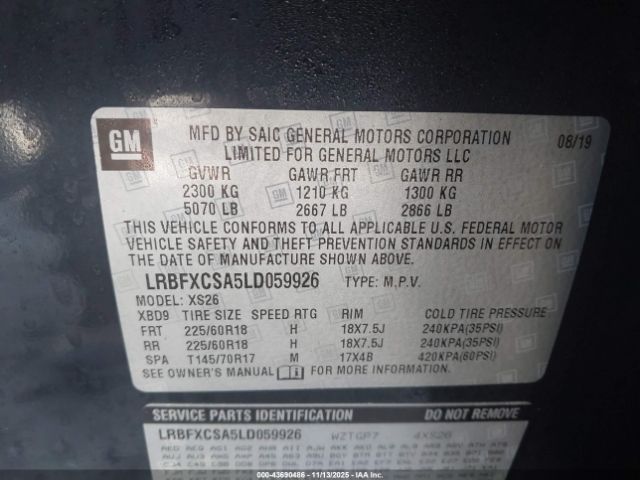 GM
MFD BY SAIC GENERAL MOTORS CORPORATION 08/19
LIMITED FOR GENERAL MOTORS LLC
GVWR GAWR FRT GAWR RR
2300 KG 1210 KG 1300 KG
5070 LB 2667 LB 2866 LB
THIS VEHICLE CONFORMS TO ALL APPLICABLE U.S. FEDERAL MOTOR
VEHICLE SAFETY AND THEFT PREVENTION STANDARDS IN EFFECT ON
THE DATE OF MANUFACTURE SHOWN ABOVE.
LRBFXCSA5LD059926 TYPE: M.P.V.
MODEL: XS26
XBD9 TIRE SIZE SPEED RTG RIM COLD TIRE PRESSURE
FRT 225/60R18 H 18X7.5J 240KPA(35PSI)
RR 225/60R18 H 18X7.5J 240KPA(35PSI)
SPA T145/70R17 M 17X4B 420KPA(60PSI)
SEE OWNER'S MANUAL FOR MORE INFORMATION.
SERVICE PARTS IDENTIFICATION DO NOT REMOVE
LRBFXCSA5LD059926 WZTGP7 4XS26
000-43690486 - 11/13/2025 - IAA, Inc.